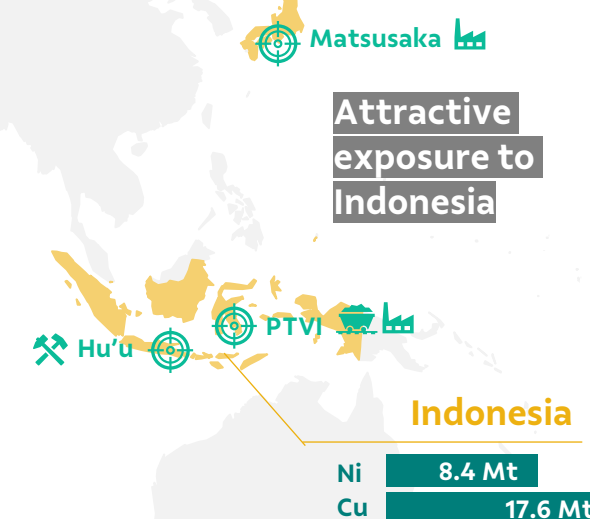 Matsusaka
Attractive
exposure to
Indonesia
PTVI
Hu'u
Indonesia
Ni 8.4 Mt
Cu 17.6 Mt